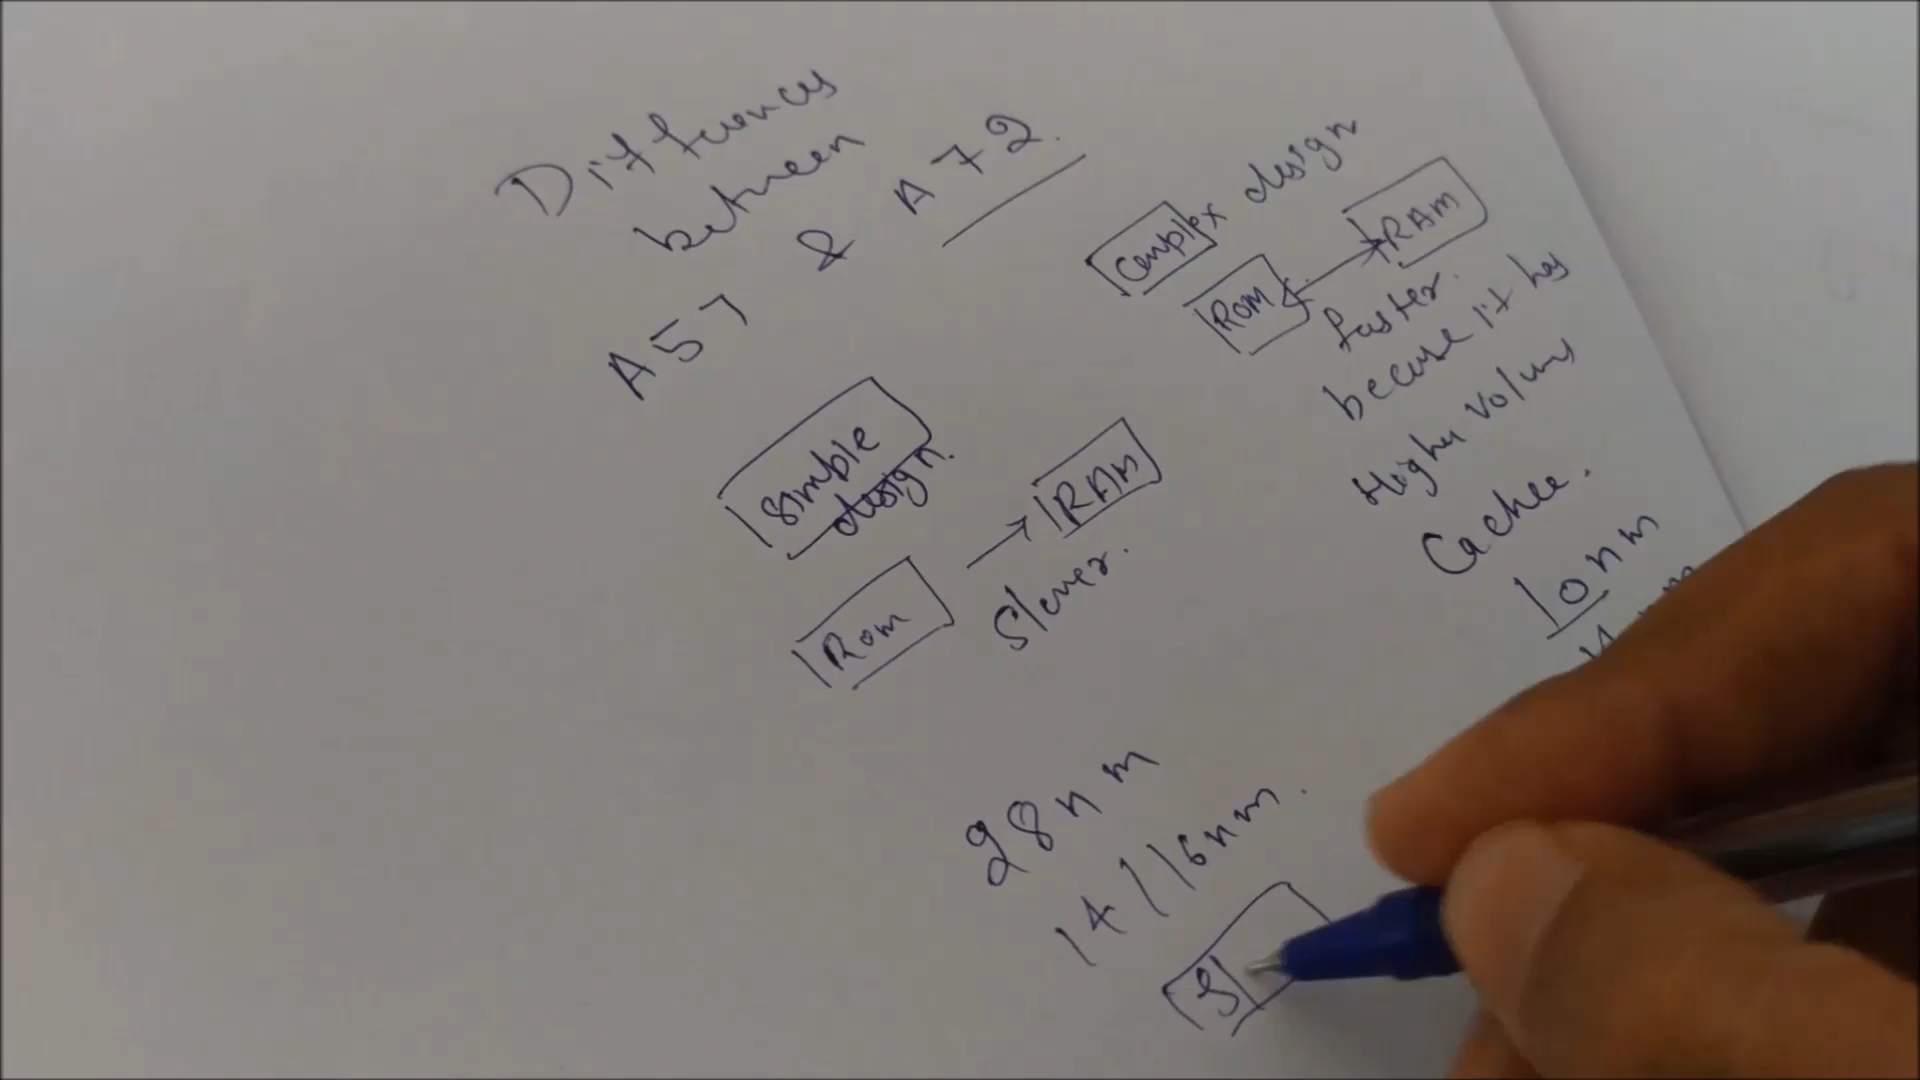 Differences
between
A57 & A72.
Simple
design.
Rom → RAM
Slower.
28nm
14/16nm.
Complex design
Rom RAM
faster.
because it has
Higher Volume
Cache.
10nm